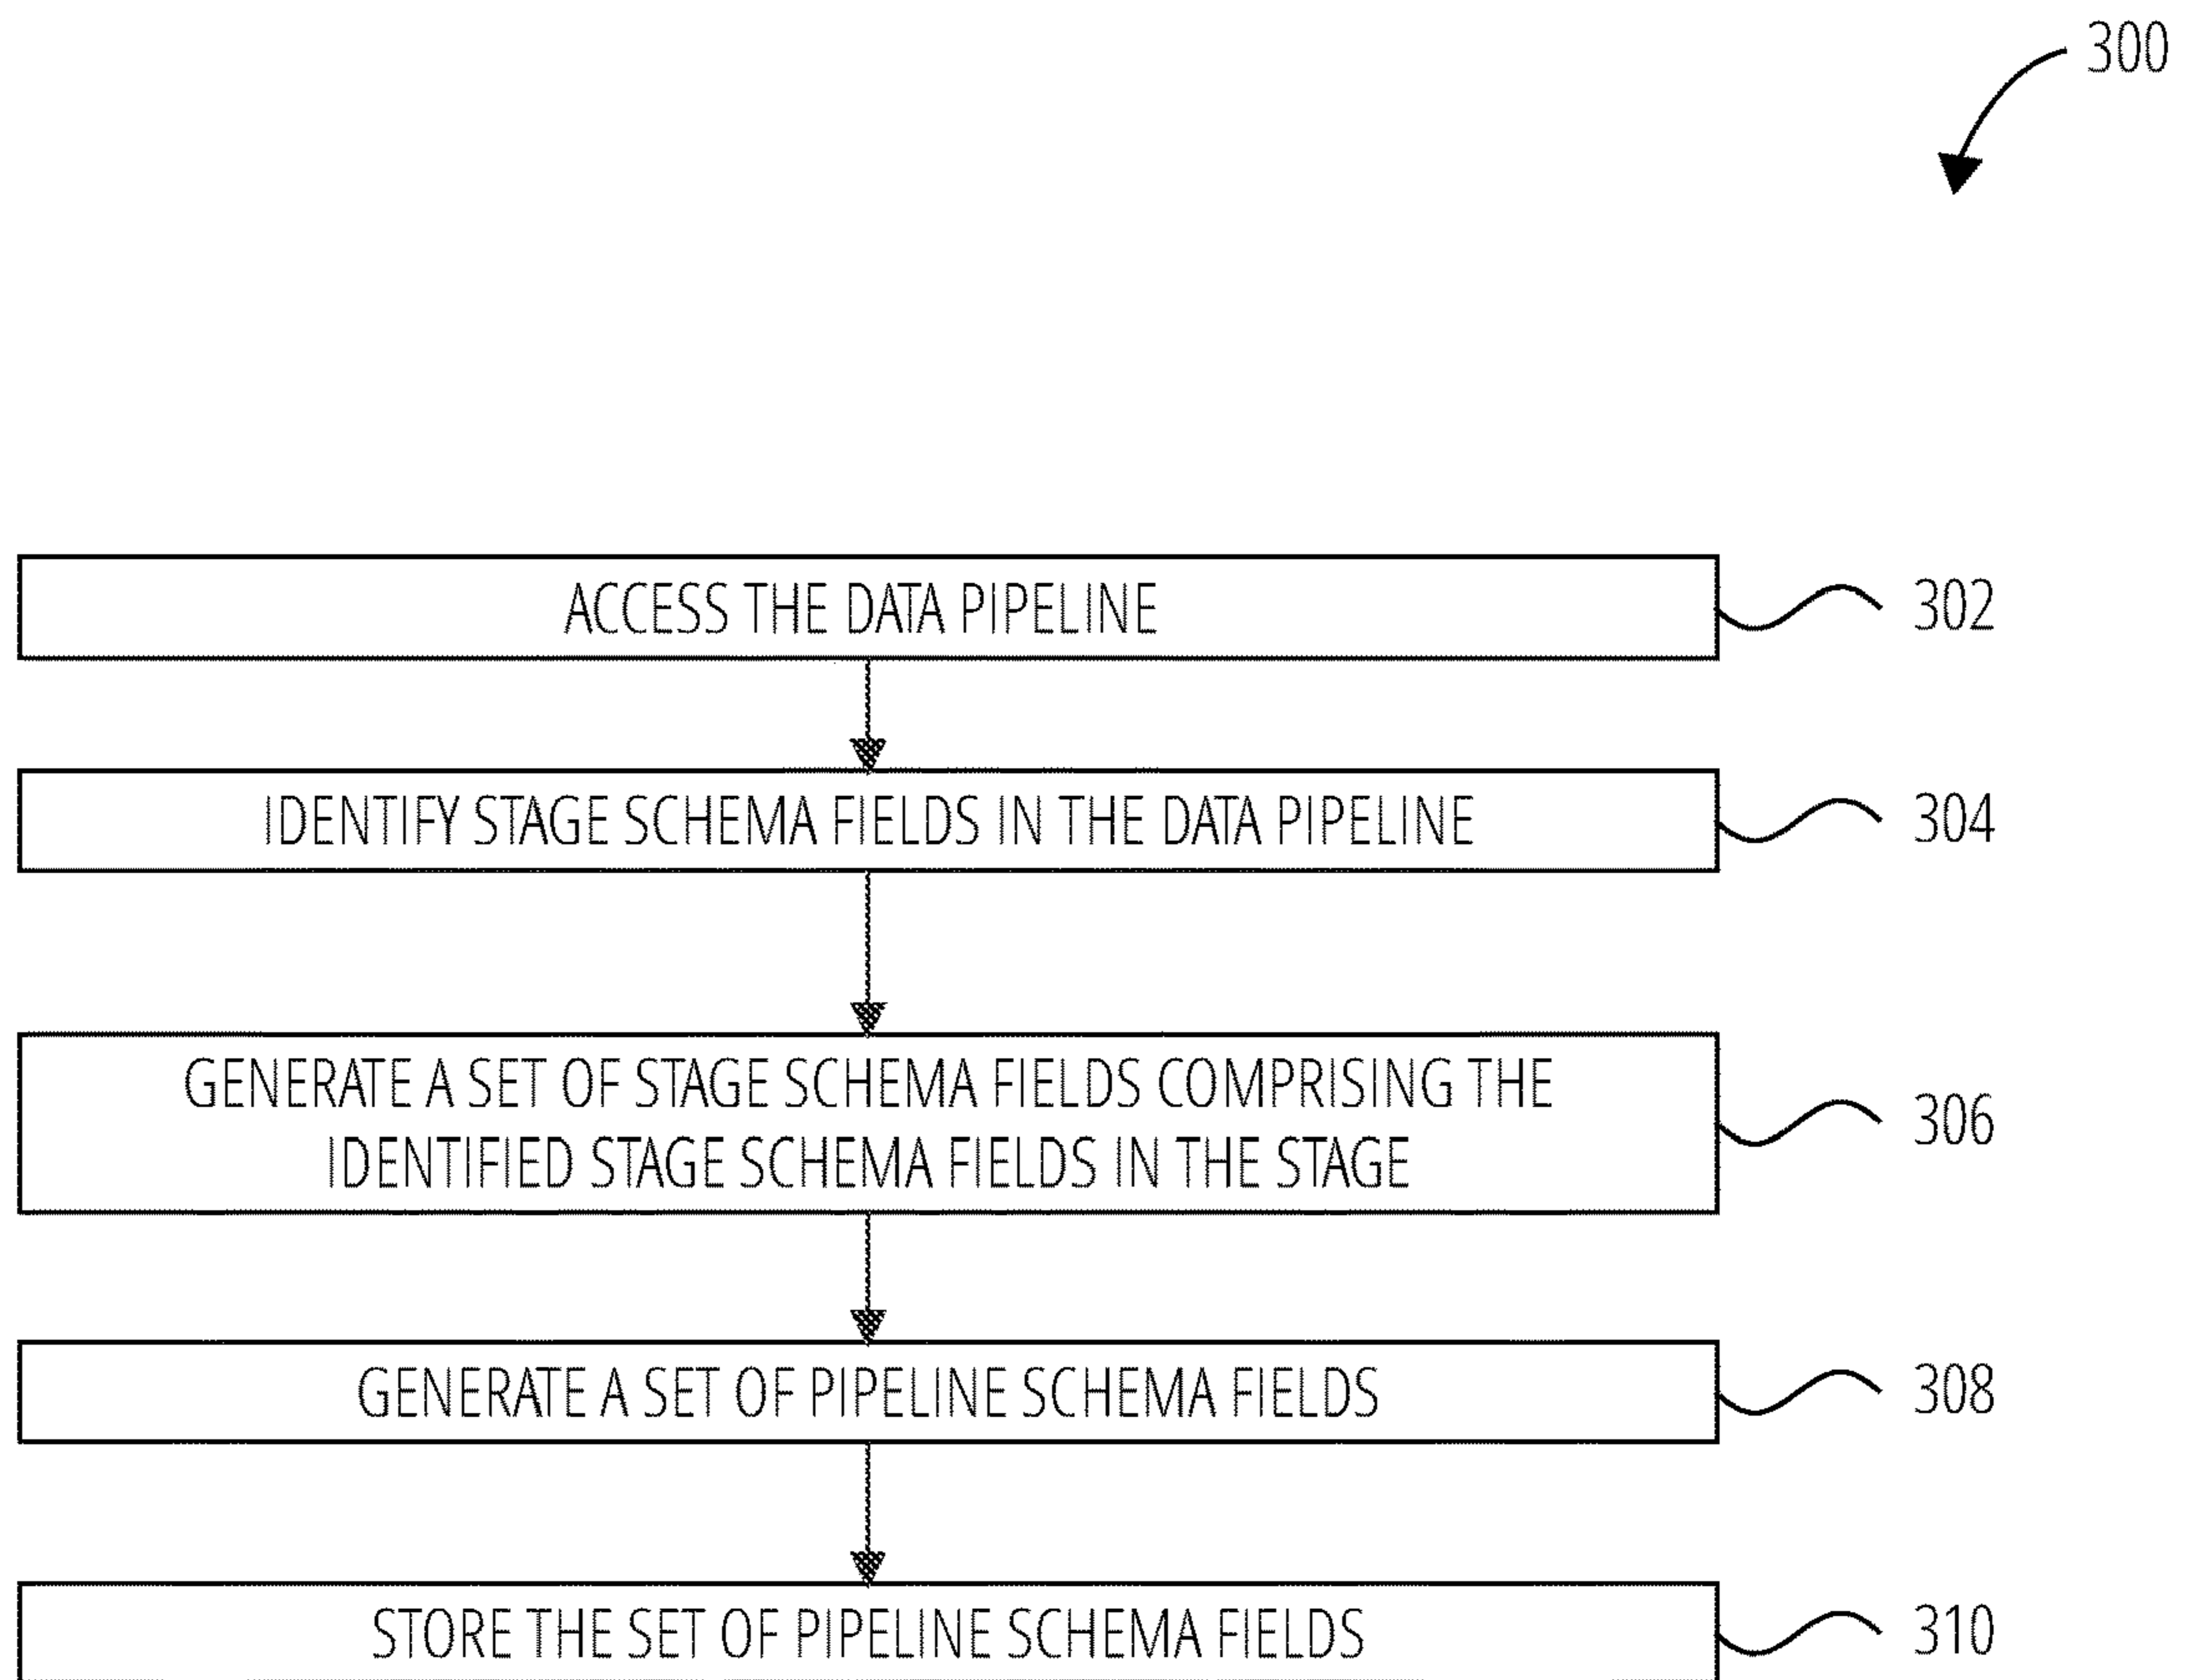 300
ACCESS THE DATA PIPELINE
302
IDENTIFY STAGE SCHEMA FIELDS IN THE DATA PIPELINE
304
GENERATE A SET OF STAGE SCHEMA FIELDS COMPRISING THE
IDENTIFIED STAGE SCHEMA FIELDS IN THE STAGE
306
GENERATE A SET OF PIPELINE SCHEMA FIELDS
308
STORE THE SET OF PIPELINE SCHEMA FIELDS
310